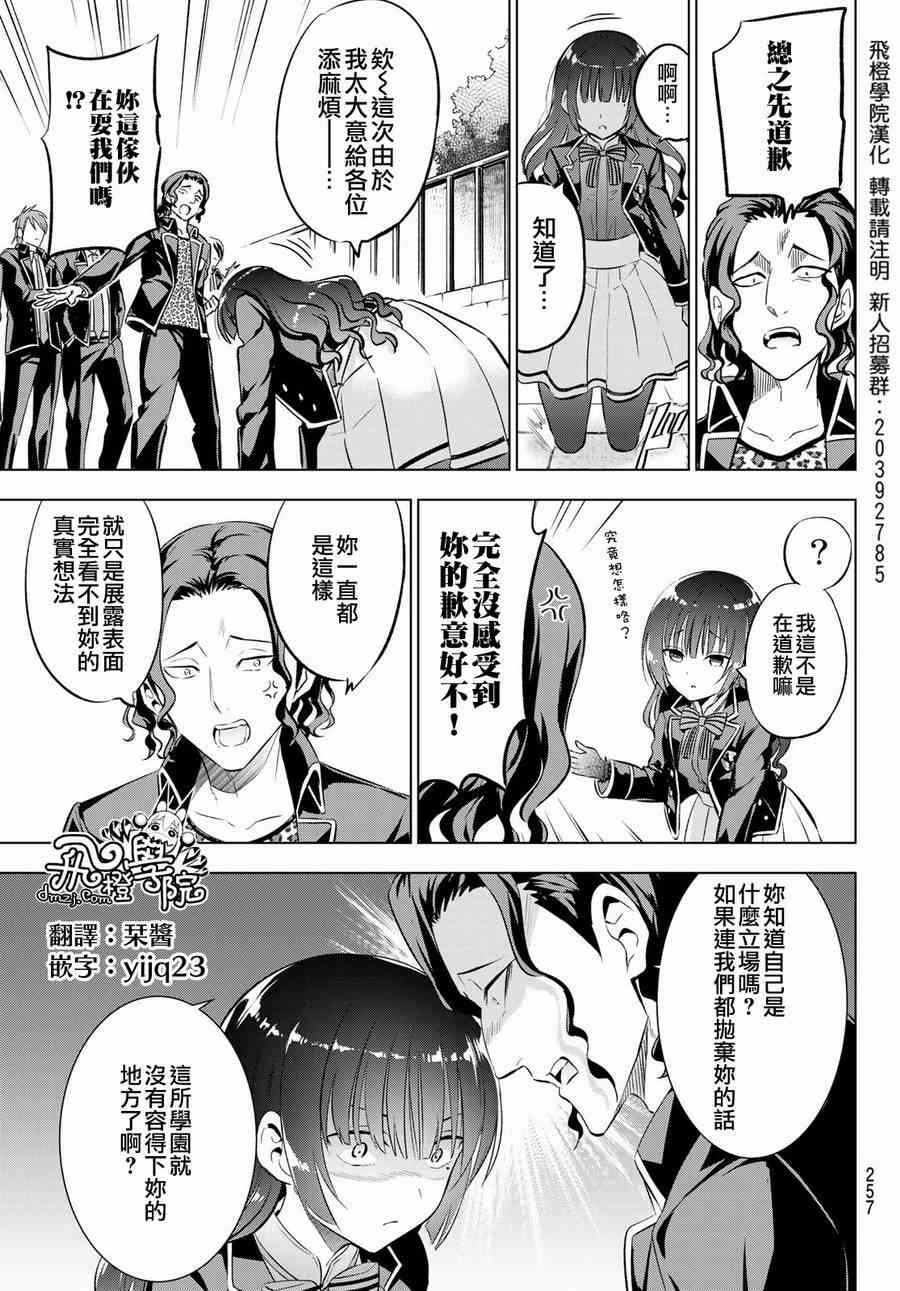 飛橙學院漢化 轉載請注明 新人招募群：203927885
總之先道歉
啊啊…
知道了…
欸～這次由於
我太大意給各位
添麻煩——
妳這傢伙
在耍我們嗎
!?
？
我這不是
在道歉嘛
究竟想怎樣咯？
完全沒感受到
妳的歉意好不！
妳一直都
是這樣
就只是展露表面
完全看不到妳的
真實想法
妳知道自己是
什麼立場嗎？
如果連我們都拋棄妳的話
這所學園就
沒有容得下妳的
地方了啊？
飛橙學院
dmzj.com
翻譯：栞醬
嵌字：yijq23
257